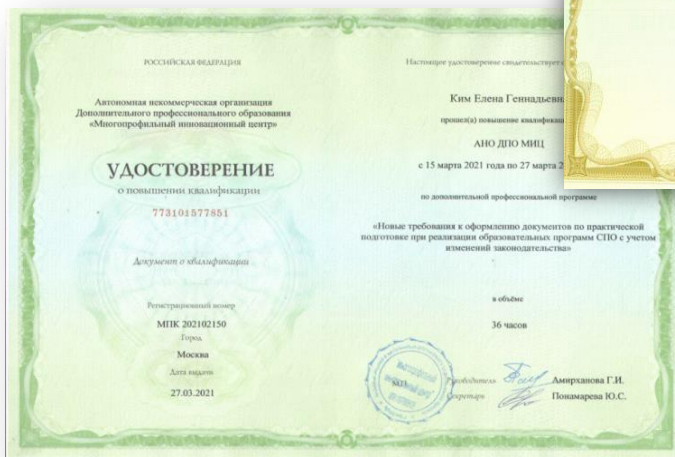 РОССИЙСКАЯ ФЕДЕРАЦИЯ
Автономная некоммерческая организация
Дополнительного профессионального образования
«Многопрофильный инновационный центр»
УДОСТОВЕРЕНИЕ
о повышении квалификации
773101577851
Документ о квалификации
Регистрационный номер
МПК 202102150
Город
Москва
Дата выдачи
27.03.2021
Настоящее удостоверение свидетельствует
Ким Елена Геннадьевн
прошел(а) повышение квалификац
АНО ДПО МИЦ
с 15 марта 2021 года по 27 марта 2
по дополнительной профессиональной программе
«Новые требования к оформлению документов по практической
подготовке при реализации образовательных программ СПО с учетом
изменений законодательства»
в объёме
36 часов
М.П.
Руководитель Амирханова Г.И.
Секретарь Понамарева Ю.С.